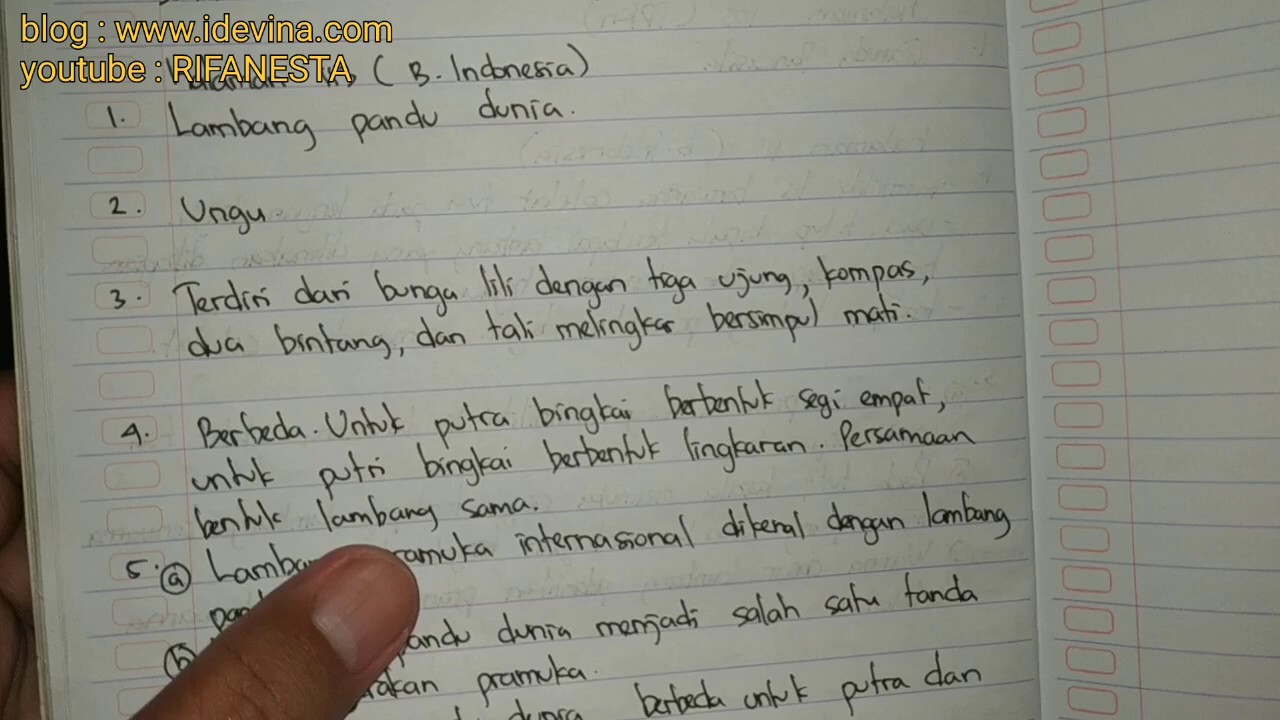 blog : www.idevina.com
youtube : RIFANESTA
(B. Indonesia)
1. Lambang pandu dunia.
2. Ungu
3. Terdiri dari bunga lili dengan tiga ujung, kompas,
dua bintang, dan tali melingkar bersimpul mati.
4. Berbeda. Untuk putra bingkai berbentuk segi empat,
untuk putri bingkai berbentuk lingkaran. Persamaan
bentuk lambang sama.
5. a Lambang pramuka internasional dikenal dengan lambang
b pandu dunia menjadi salah satu tanda
pramuka.
dunia berbeda untuk putra dan